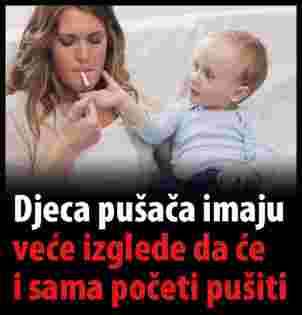 Djeca pušača imaju
veće izglede da će
i sama početi pušiti